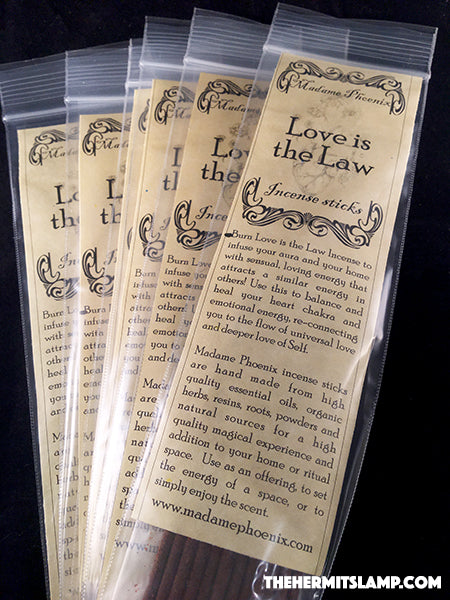 Madame Phoenix
Love is
the Law
Incense sticks
Burn Love is the Law Incense to
infuse your aura and your home
with sensual, loving energy that
attracts a similar energy in
others! Use this to balance and
heal your heart chakra and
emotional energy, re-connecting
you to the flow of universal love
and deeper love of Self.
Madame Phoenix incense sticks
are hand made from high
quality essential oils, organic
herbs, resins, roots, powders and
natural sources for a high
quality magical experience and
addition to your home or ritual
space. Use as an offering, to set
the energy of a space, or to
simply enjoy the scent.
www.madamephoenix.com
THEHERMITSLAMP.COM